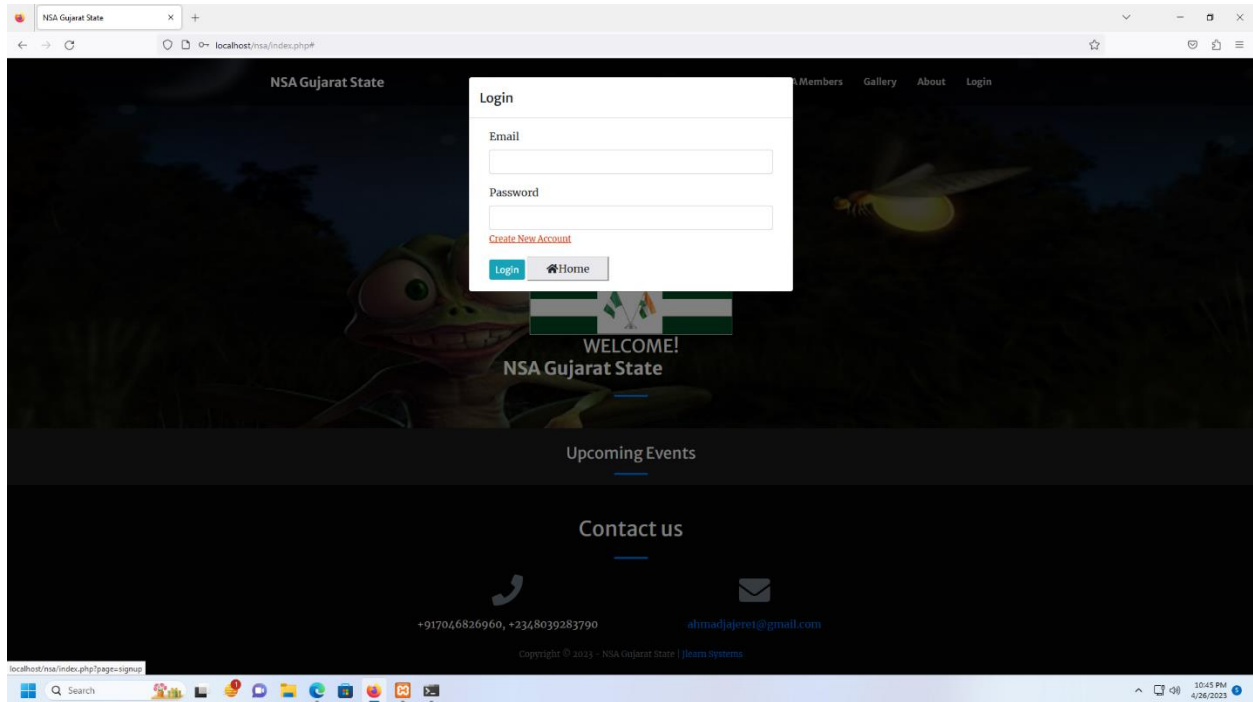 NSA Gujarat State
localhost/nsa/index.php#
NSA Gujarat State
A Members Gallery About Login
Login
Email
Password
Create New Account
Login Home
WELCOME!
NSA Gujarat State
Upcoming Events
Contact us
+917046826960, +2348039283790 ahmadjajere1@gmail.com
Copyright © 2023 - NSA Gujarat State | Jlearn Systems
localhost/nsa/index.php?page=signup
Search
10:45 PM
4/26/2023
5